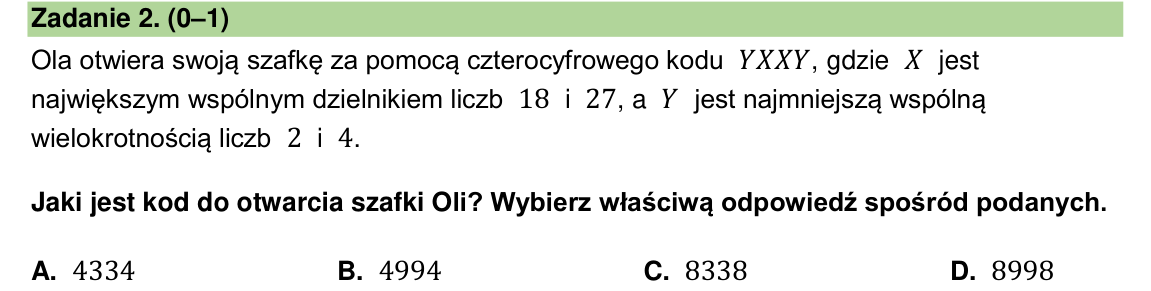 Zadanie 2. (0–1)
Ola otwiera swoją szafkę za pomocą czterocyfrowego kodu YXXY, gdzie X jest
największym wspólnym dzielnikiem liczb 18 i 27, a Y jest najmniejszą wspólną
wielokrotnością liczb 2 i 4.
Jaki jest kod do otwarcia szafki Oli? Wybierz właściwą odpowiedź spośród podanych.
A. 4334 B. 4994 C. 8338 D. 8998